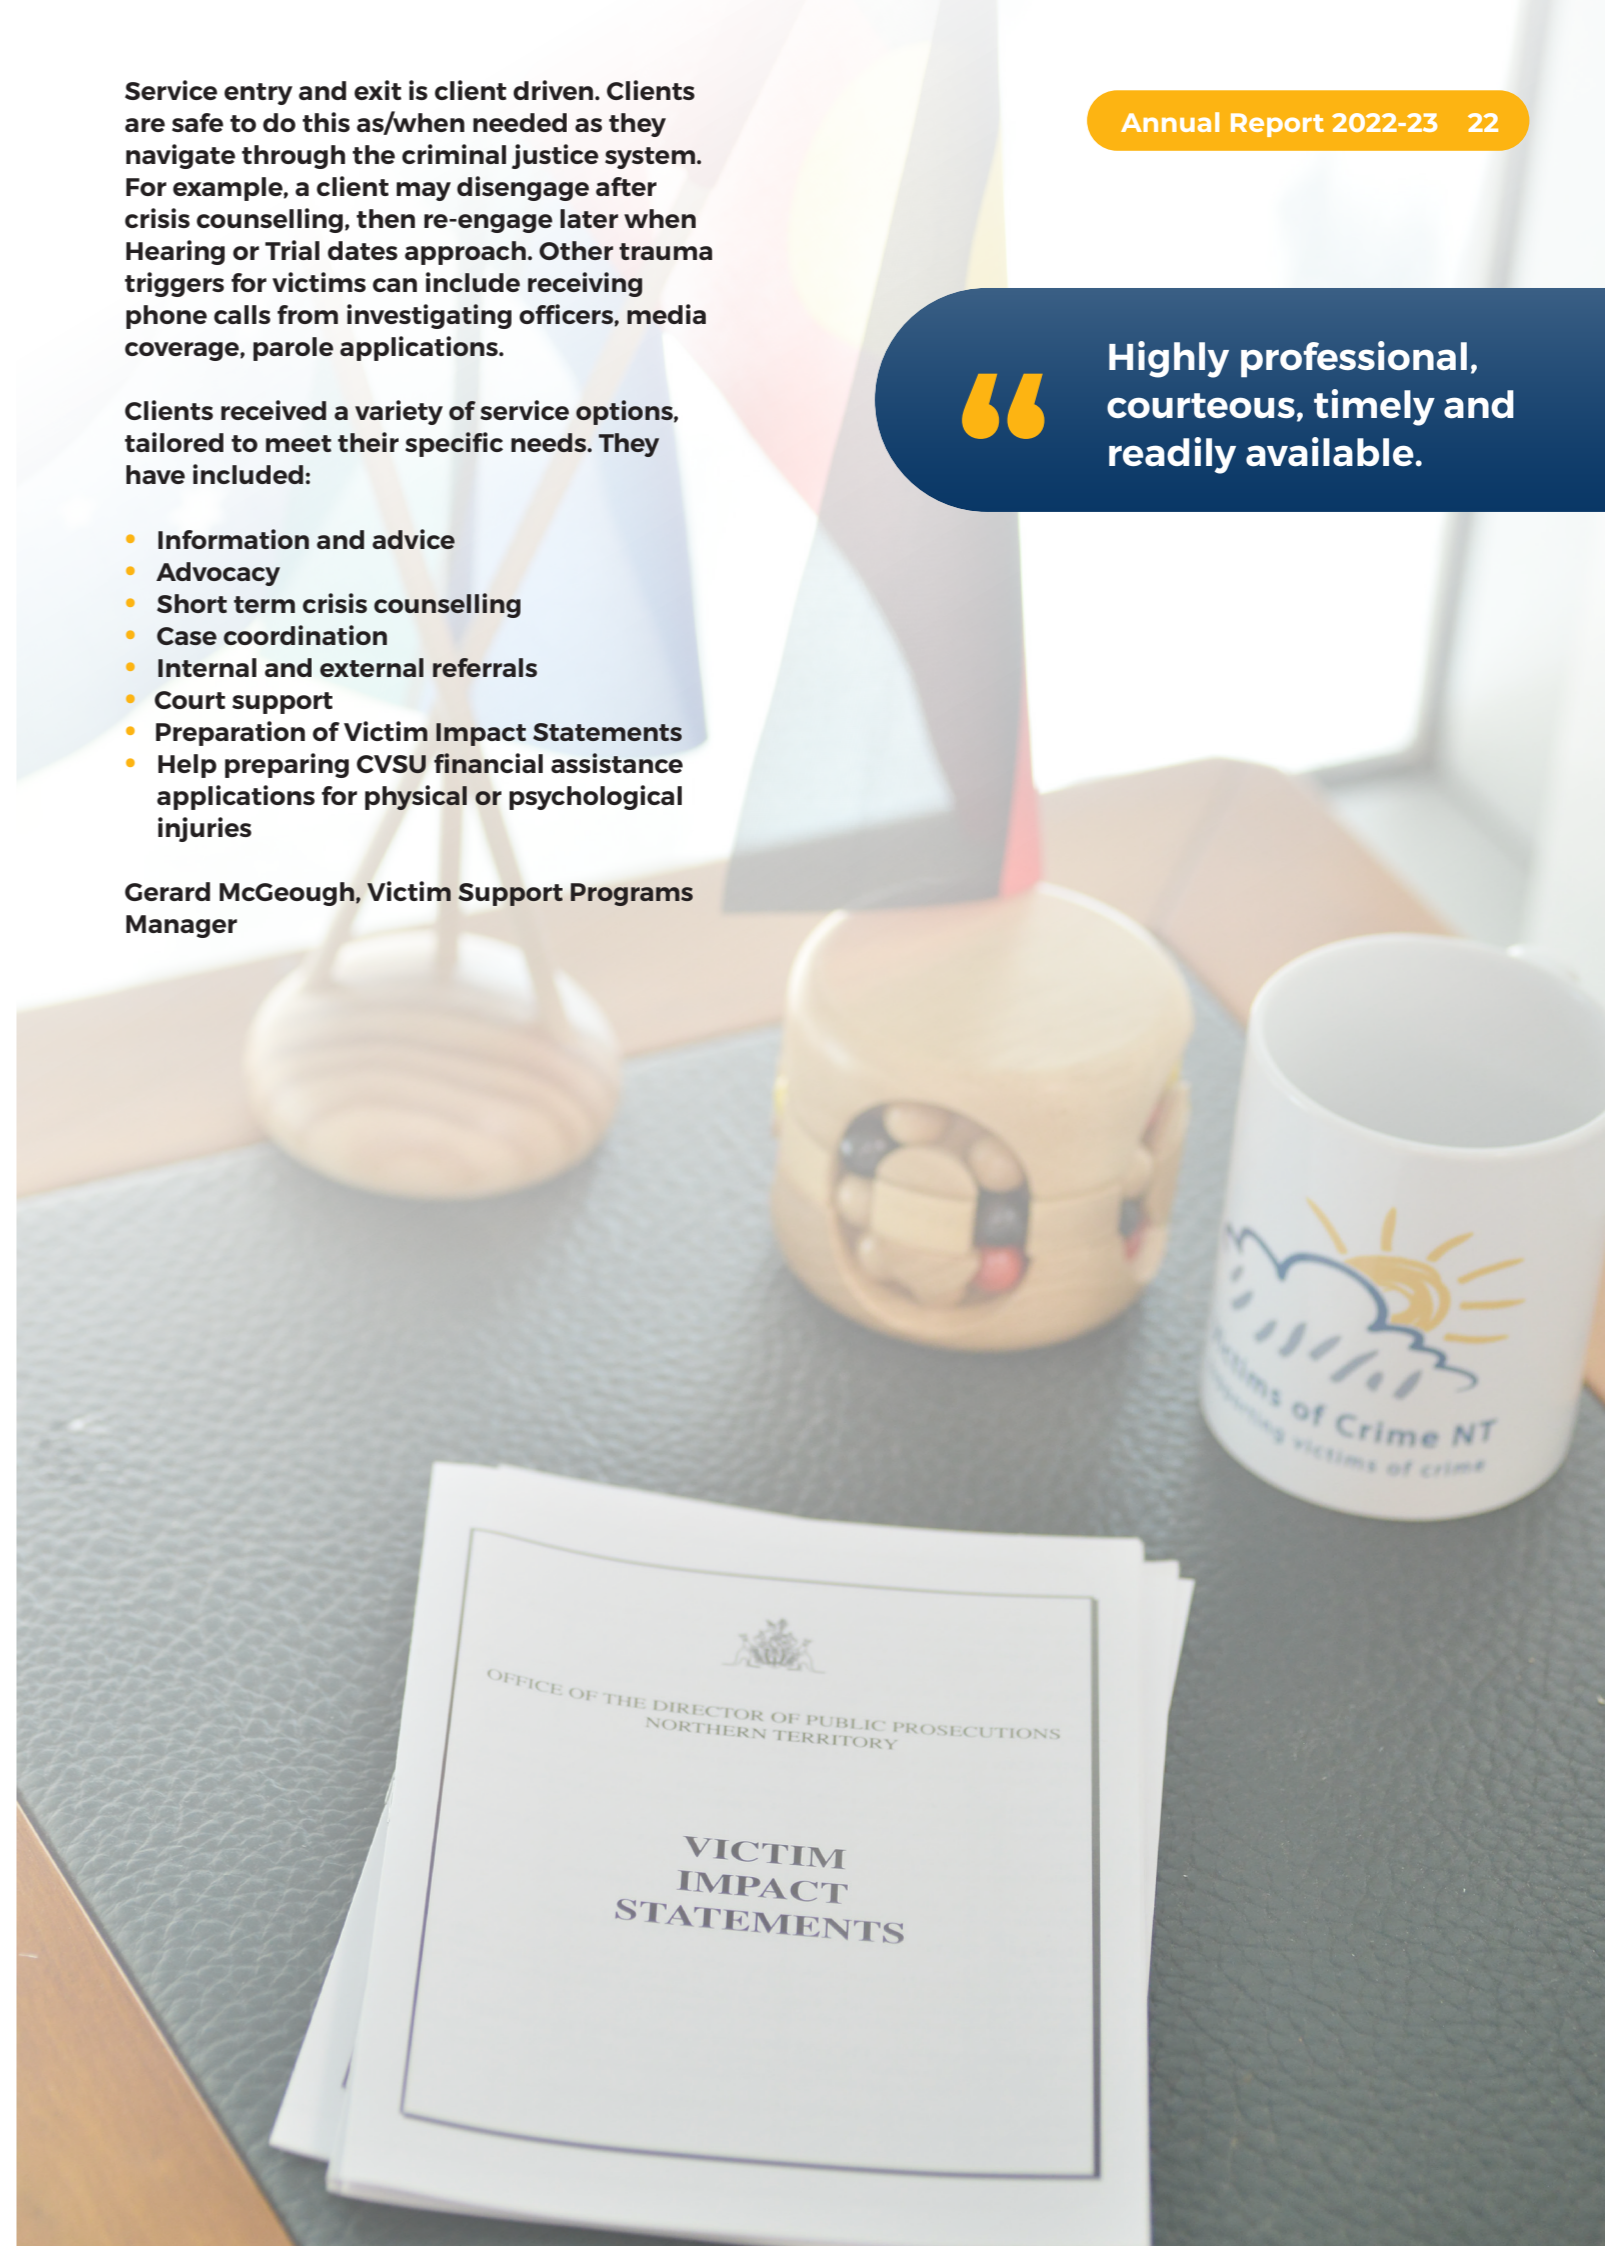 Service entry and exit is client driven. Clients
are safe to do this as/when needed as they
navigate through the criminal justice system.
For example, a client may disengage after
crisis counselling, then re-engage later when
Hearing or Trial dates approach. Other trauma
triggers for victims can include receiving
phone calls from investigating officers, media
coverage, parole applications.
Clients received a variety of service options,
tailored to meet their specific needs. They
have included:
• Information and advice
• Advocacy
• Short term crisis counselling
• Case coordination
• Internal and external referrals
• Court support
• Preparation of Victim Impact Statements
• Help preparing CVSU financial assistance
applications for physical or psychological
injuries
Gerard McGeough, Victim Support Programs
Manager
Annual Report 2022-23 22
“
Highly professional,
courteous, timely and
readily available.
of Crime NT
victims of crime
OFFICE OF THE DIRECTOR OF PUBLIC PROSECUTIONS
NORTHERN TERRITORY
VICTIM
IMPACT
STATEMENTS